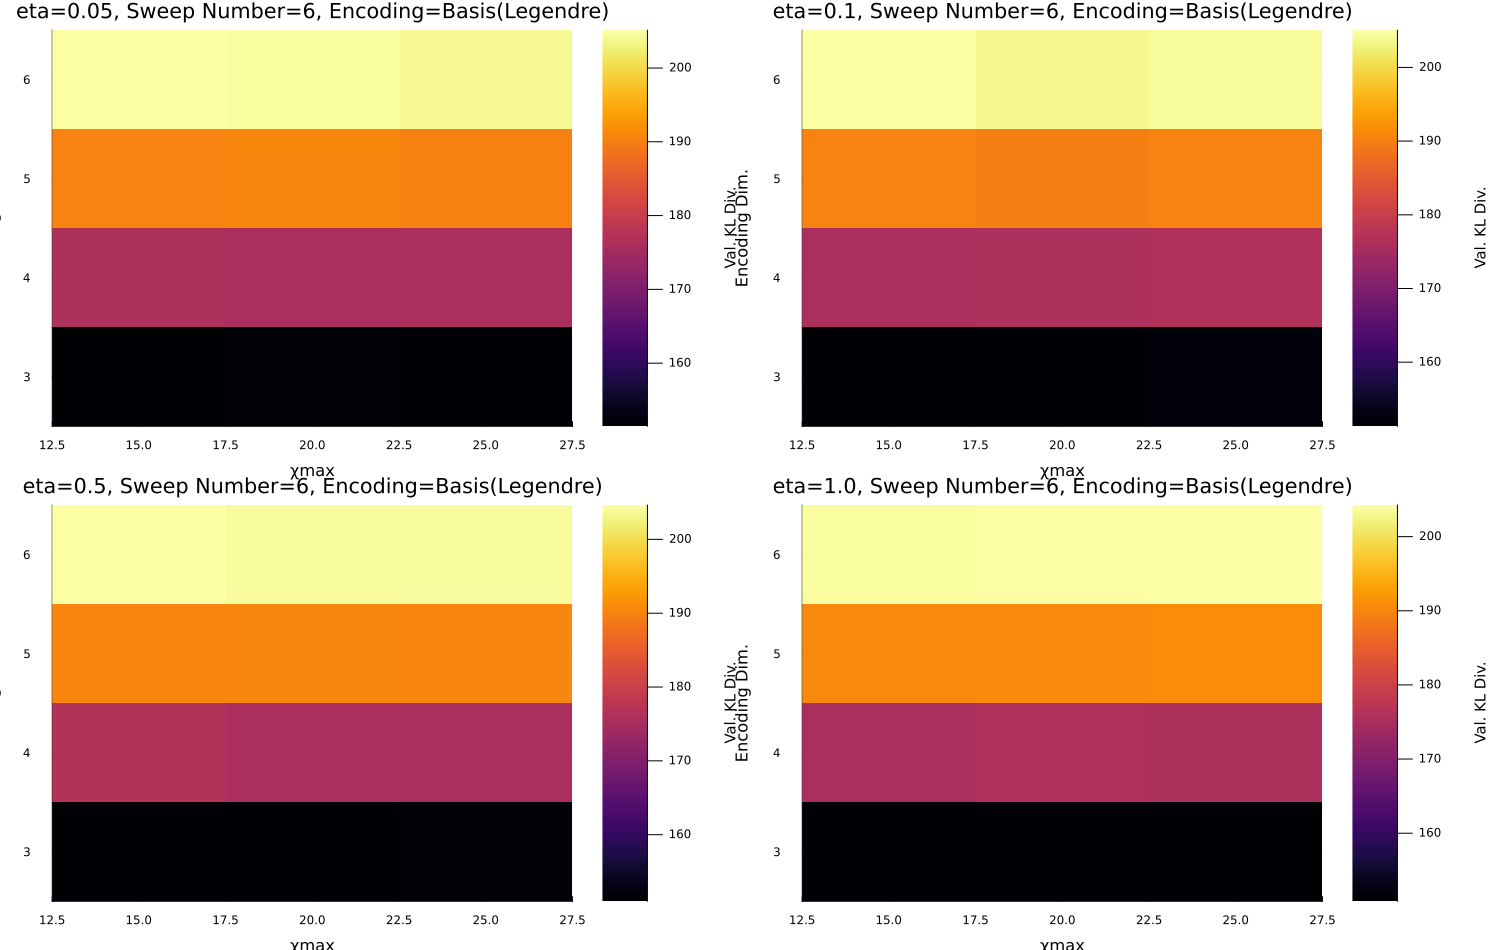 eta=0.05, Sweep Number=6, Encoding=Basis(Legendre)
6
5
4
3
12.5 15.0 17.5 20.0 22.5 25.0 27.5
χmax
200
190
180
170
160
Val. KL Div.
eta=0.1, Sweep Number=6, Encoding=Basis(Legendre)
Encoding Dim.
6
5
4
3
12.5 15.0 17.5 20.0 22.5 25.0 27.5
χmax
200
190
180
170
160
Val. KL Div.
eta=0.5, Sweep Number=6, Encoding=Basis(Legendre)
6
5
4
3
12.5 15.0 17.5 20.0 22.5 25.0 27.5
χmax
200
190
180
170
160
Val. KL Div.
eta=1.0, Sweep Number=6, Encoding=Basis(Legendre)
Encoding Dim.
6
5
4
3
12.5 15.0 17.5 20.0 22.5 25.0 27.5
χmax
200
190
180
170
160
Val. KL Div.